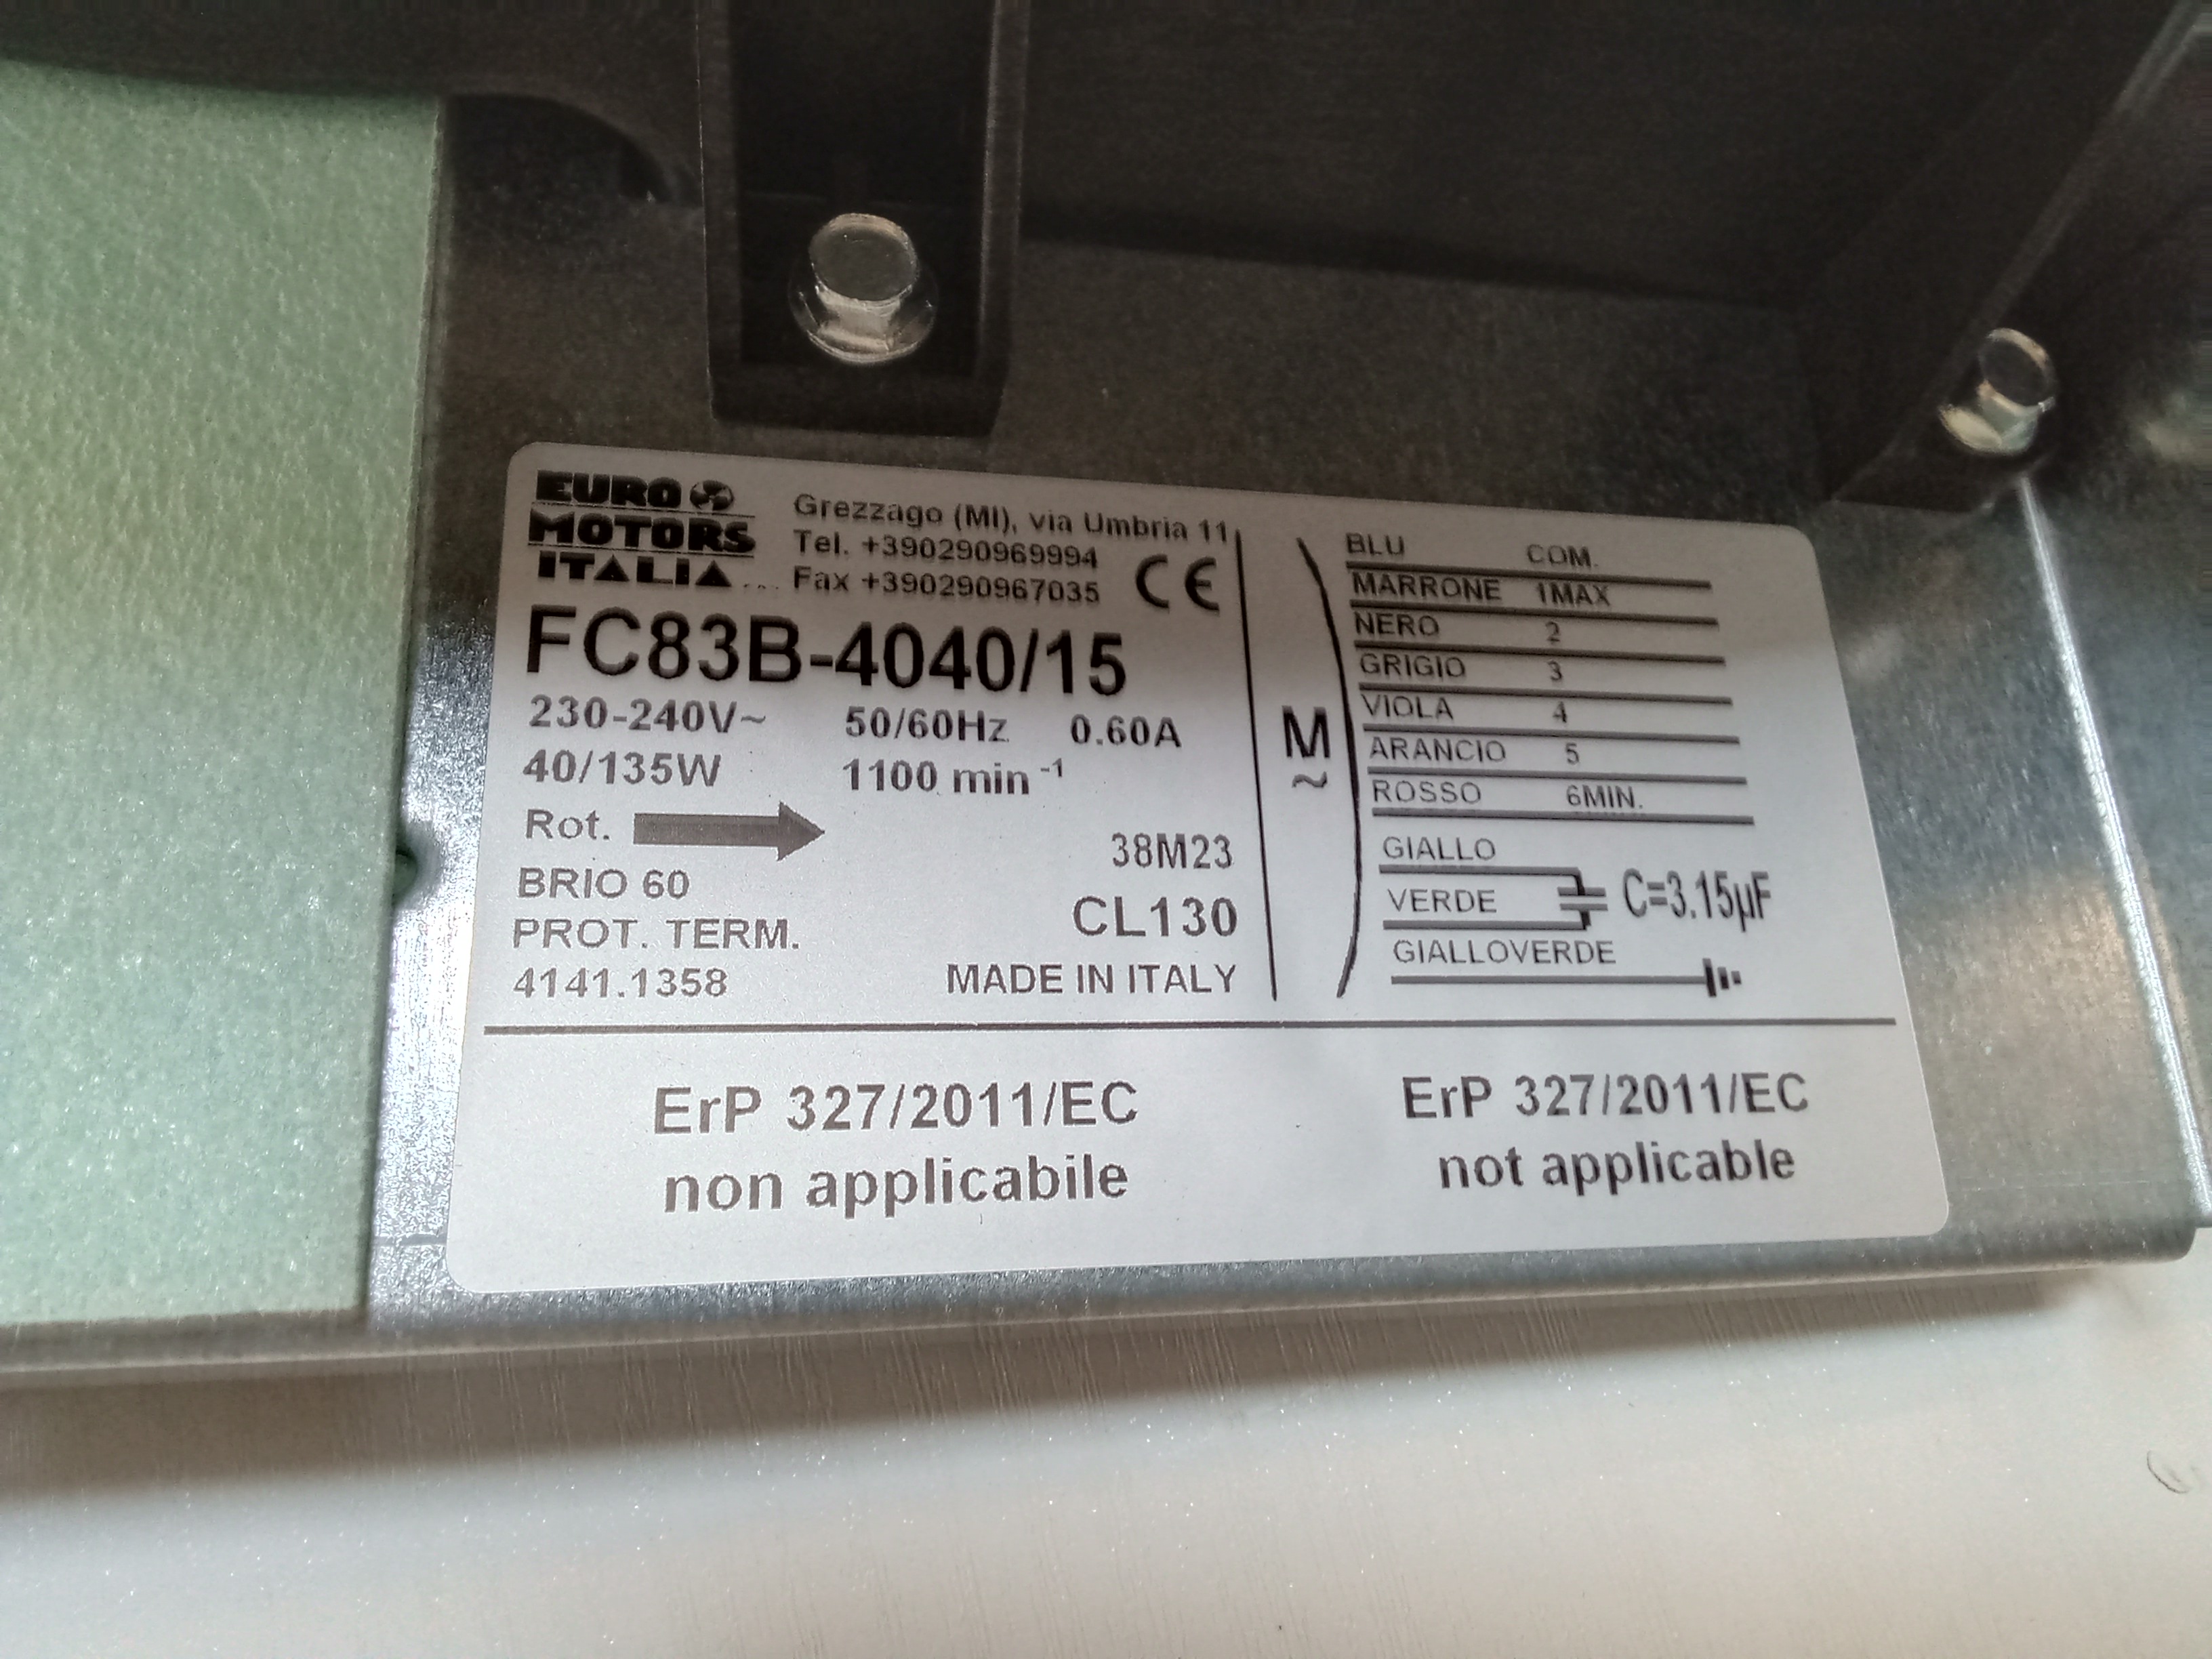 EURO
MOTORS
ITALIA
Grezzago (MI), via Umbria 11
Tel. +390290969994
Fax +390290967035
CE
FC83B-4040/15
230-240V~ 50/60Hz 0.60A
40/135W 1100 min -1
Rot.
38M23
BRIO 60
CL130
PROT. TERM.
4141.1358
MADE IN ITALY
M
~
BLU COM.
MARRONE 1MAX
NERO 2
GRIGIO 3
VIOLA 4
ARANCIO 5
ROSSO 6MIN.
GIALLO
VERDE
C=3.15µF
GIALLOVERDE
ErP 327/2011/EC
non applicabile
ErP 327/2011/EC
not applicable